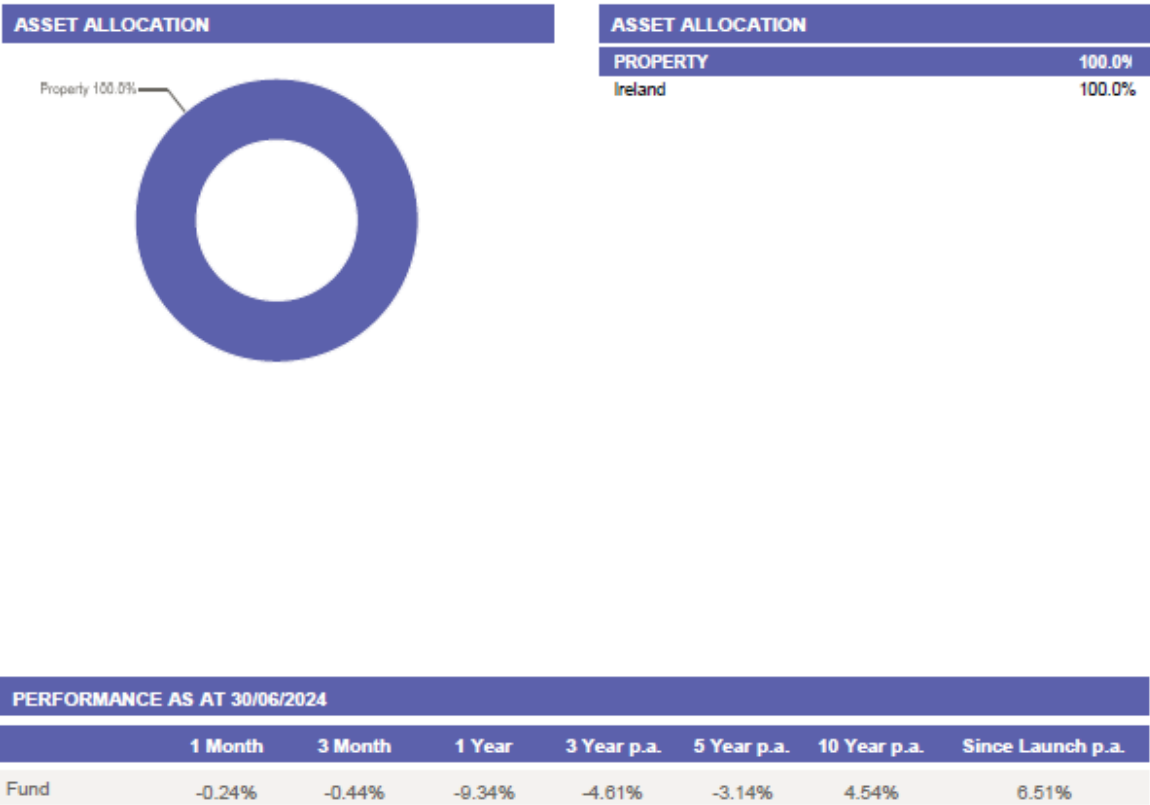 ASSET ALLOCATION
Property 100.0%
ASSET ALLOCATION
PROPERTY 100.0%
Ireland 100.0%
PERFORMANCE AS AT 30/06/2024
1 Month 3 Month 1 Year 3 Year p.a. 5 Year p.a. 10 Year p.a. Since Launch p.a.
Fund -0.24% -0.44% -9.34% -4.61% -3.14% 4.54% 6.51%